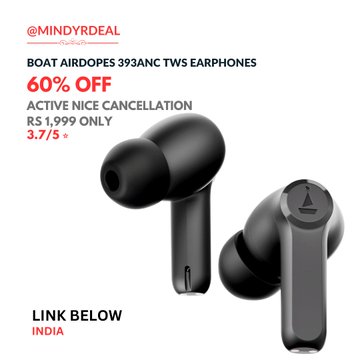 @MINDYRDEAL
BOAT AIRDOPES 393ANC TWS EARPHONES
60% OFF
ACTIVE NICE CANCELLATION
RS 1,999 ONLY
3.7/5 ⭐
LINK BELOW
INDIA